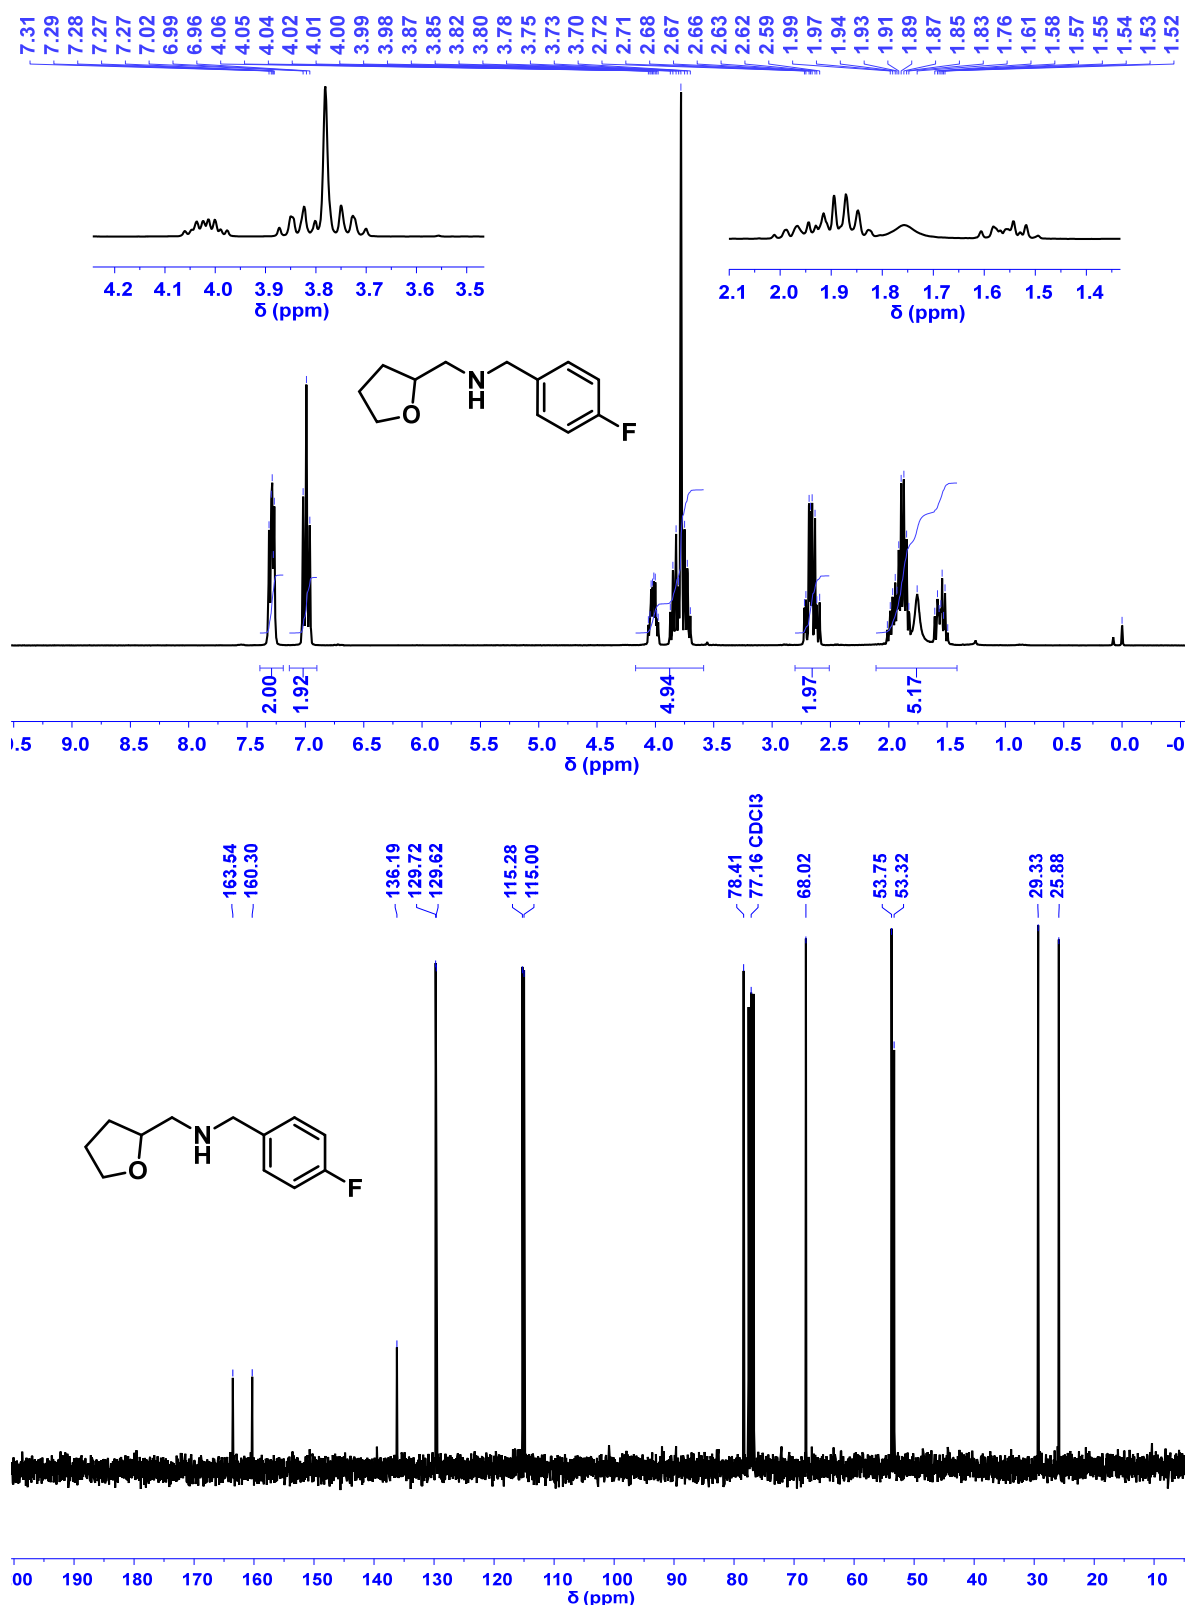 7.31 7.29 7.28 7.27 7.27 7.02 6.99 6.96 4.06 4.05 4.04 4.02 4.01 4.00 3.99 3.98 3.87 3.85 3.82 3.80 3.78 3.75 3.73 3.70 2.72 2.71 2.68 2.67 2.66 2.63 2.62 2.59 1.99 1.97 1.94 1.93 1.91 1.89 1.87 1.85 1.83 1.76 1.61 1.58 1.57 1.55 1.54 1.53 1.52
4.2 4.1 4.0 3.9 3.8 3.7 3.6 3.5
δ (ppm)
2.1 2.0 1.9 1.8 1.7 1.6 1.5 1.4
δ (ppm)
N
H
O
F
2.00 1.92 4.94 1.97 5.17
).5 9.0 8.5 8.0 7.5 7.0 6.5 6.0 5.5 5.0 4.5 4.0 3.5 3.0 2.5 2.0 1.5 1.0 0.5 0.0 -0
δ (ppm)
163.54 160.30 136.19 129.72 129.62 115.28 115.00 78.41 77.16 CDCl3 68.02 53.75 53.32 29.33 25.88
N
H
O
F
00 190 180 170 160 150 140 130 120 110 100 90 80 70 60 50 40 30 20 10
δ (ppm)